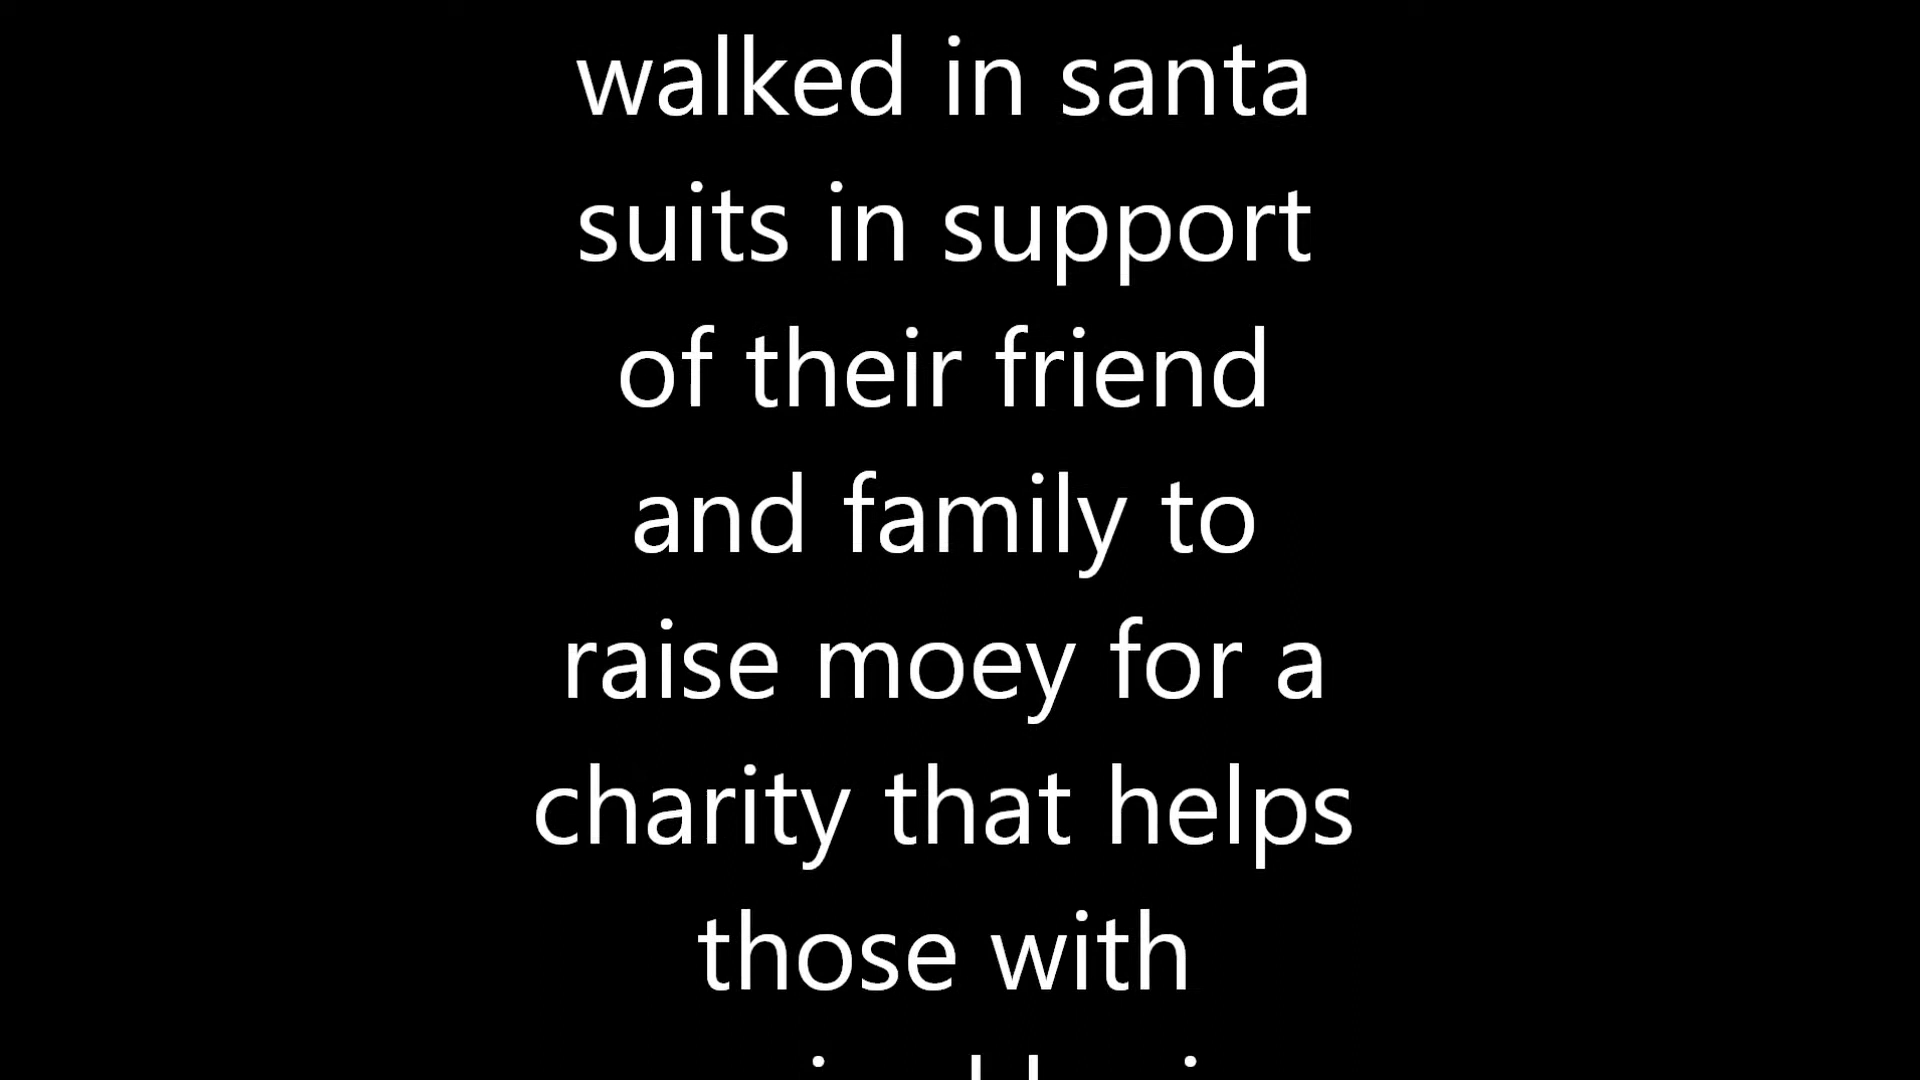 walked in santa
suits in support
of their friend
and family to
raise moey for a
charity that helps
those with